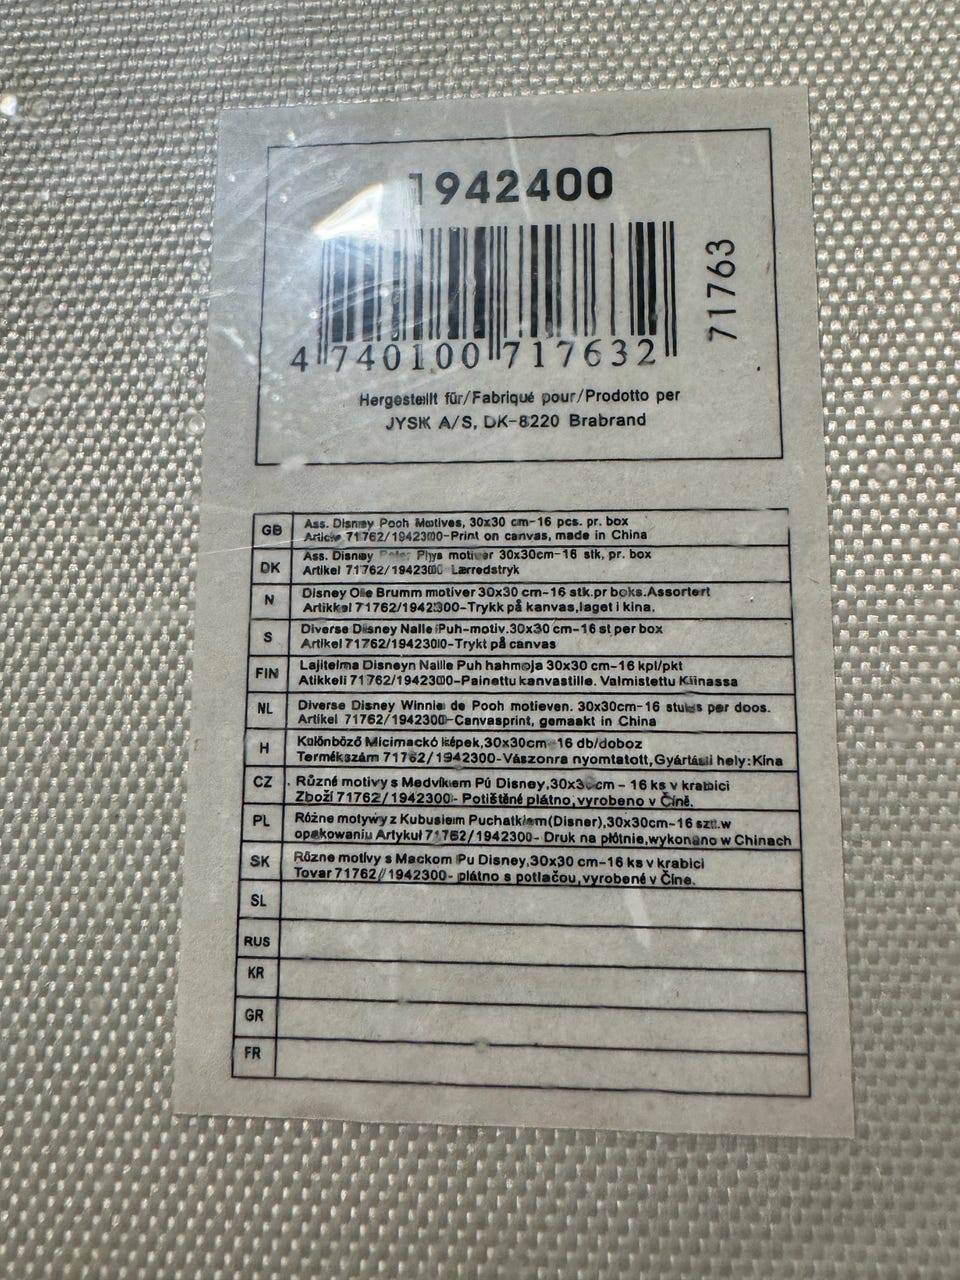 1942400
4 740100 717632
71763
Hergestellt für/Fabriqué pour/Prodotto per
JYSK A/S, DK-8220 Brabrand
GB Ass. Disney Pooh Motives, 30x30 cm-16 pcs. pr. box
Article 71762/1942300-Print on canvas, made in China
DK Ass. Disney Plys motiver 30x30cm-16 stk, pr. box
Artikel 71762/1942300 Lærredstryk
N Disney Ole Brumm motiver 30x30 cm-16 stk.pr boks.Assortert
Artikkel 71762/1942300-Trykk på kanvas,laget i kina.
S Diverse Disney Nalle Puh-motiv.30x30 cm-16 st per box
Artikel 71762/1942300-Trykt på canvas
FIN Lajitelma Disneyn Nallle Puh hahmoja 30x30 cm-16 kpl/pkt
Atikkeli 71762/1942300-Painettu kanvastille. Valmistettu Kiinassa
NL Diverse Disney Winnie de Pooh motieven. 30x30cm-16 stuks per doos.
Artikel 71762/1942300-Canvasprint, gemaakt in China
H Különböző Micimackó képek,30x30cm-16 db/doboz
Termékszám 71762/1942300-Vászonra nyomtatott,Gyártási hely:Kína
CZ Různé motivy s Medvíkem Pú Disney,30x30cm - 16 ks v krabici
Zboží 71762/1942300- Potištěné plátno,vyrobeno v Číně.
PL Różne motywy z Kubusiem Puchatkiem(Disner),30x30cm-16 szt.w
opakowaniu Artykuł 71762/1942300- Druk na płótnie,wykonano w Chinach
SK Rôzne motívy s Mackom Pu Disney,30x30 cm-16 ks v krabici
Tovar 71762/1942300- plátno s potlačou,vyrobené v Číne.
SL
RUS
KR
GR
FR